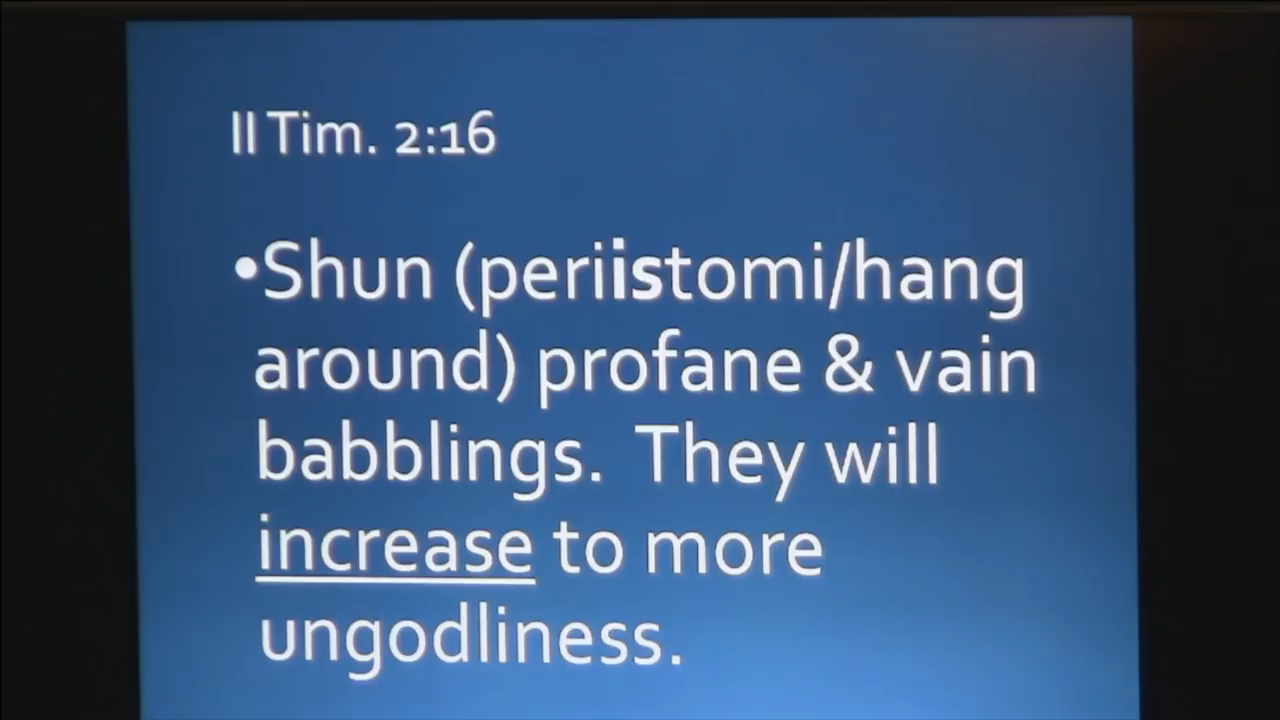 II Tim. 2:16
•Shun (periistomi/hang
around) profane & vain
babblings. They will
increase to more
ungodliness.